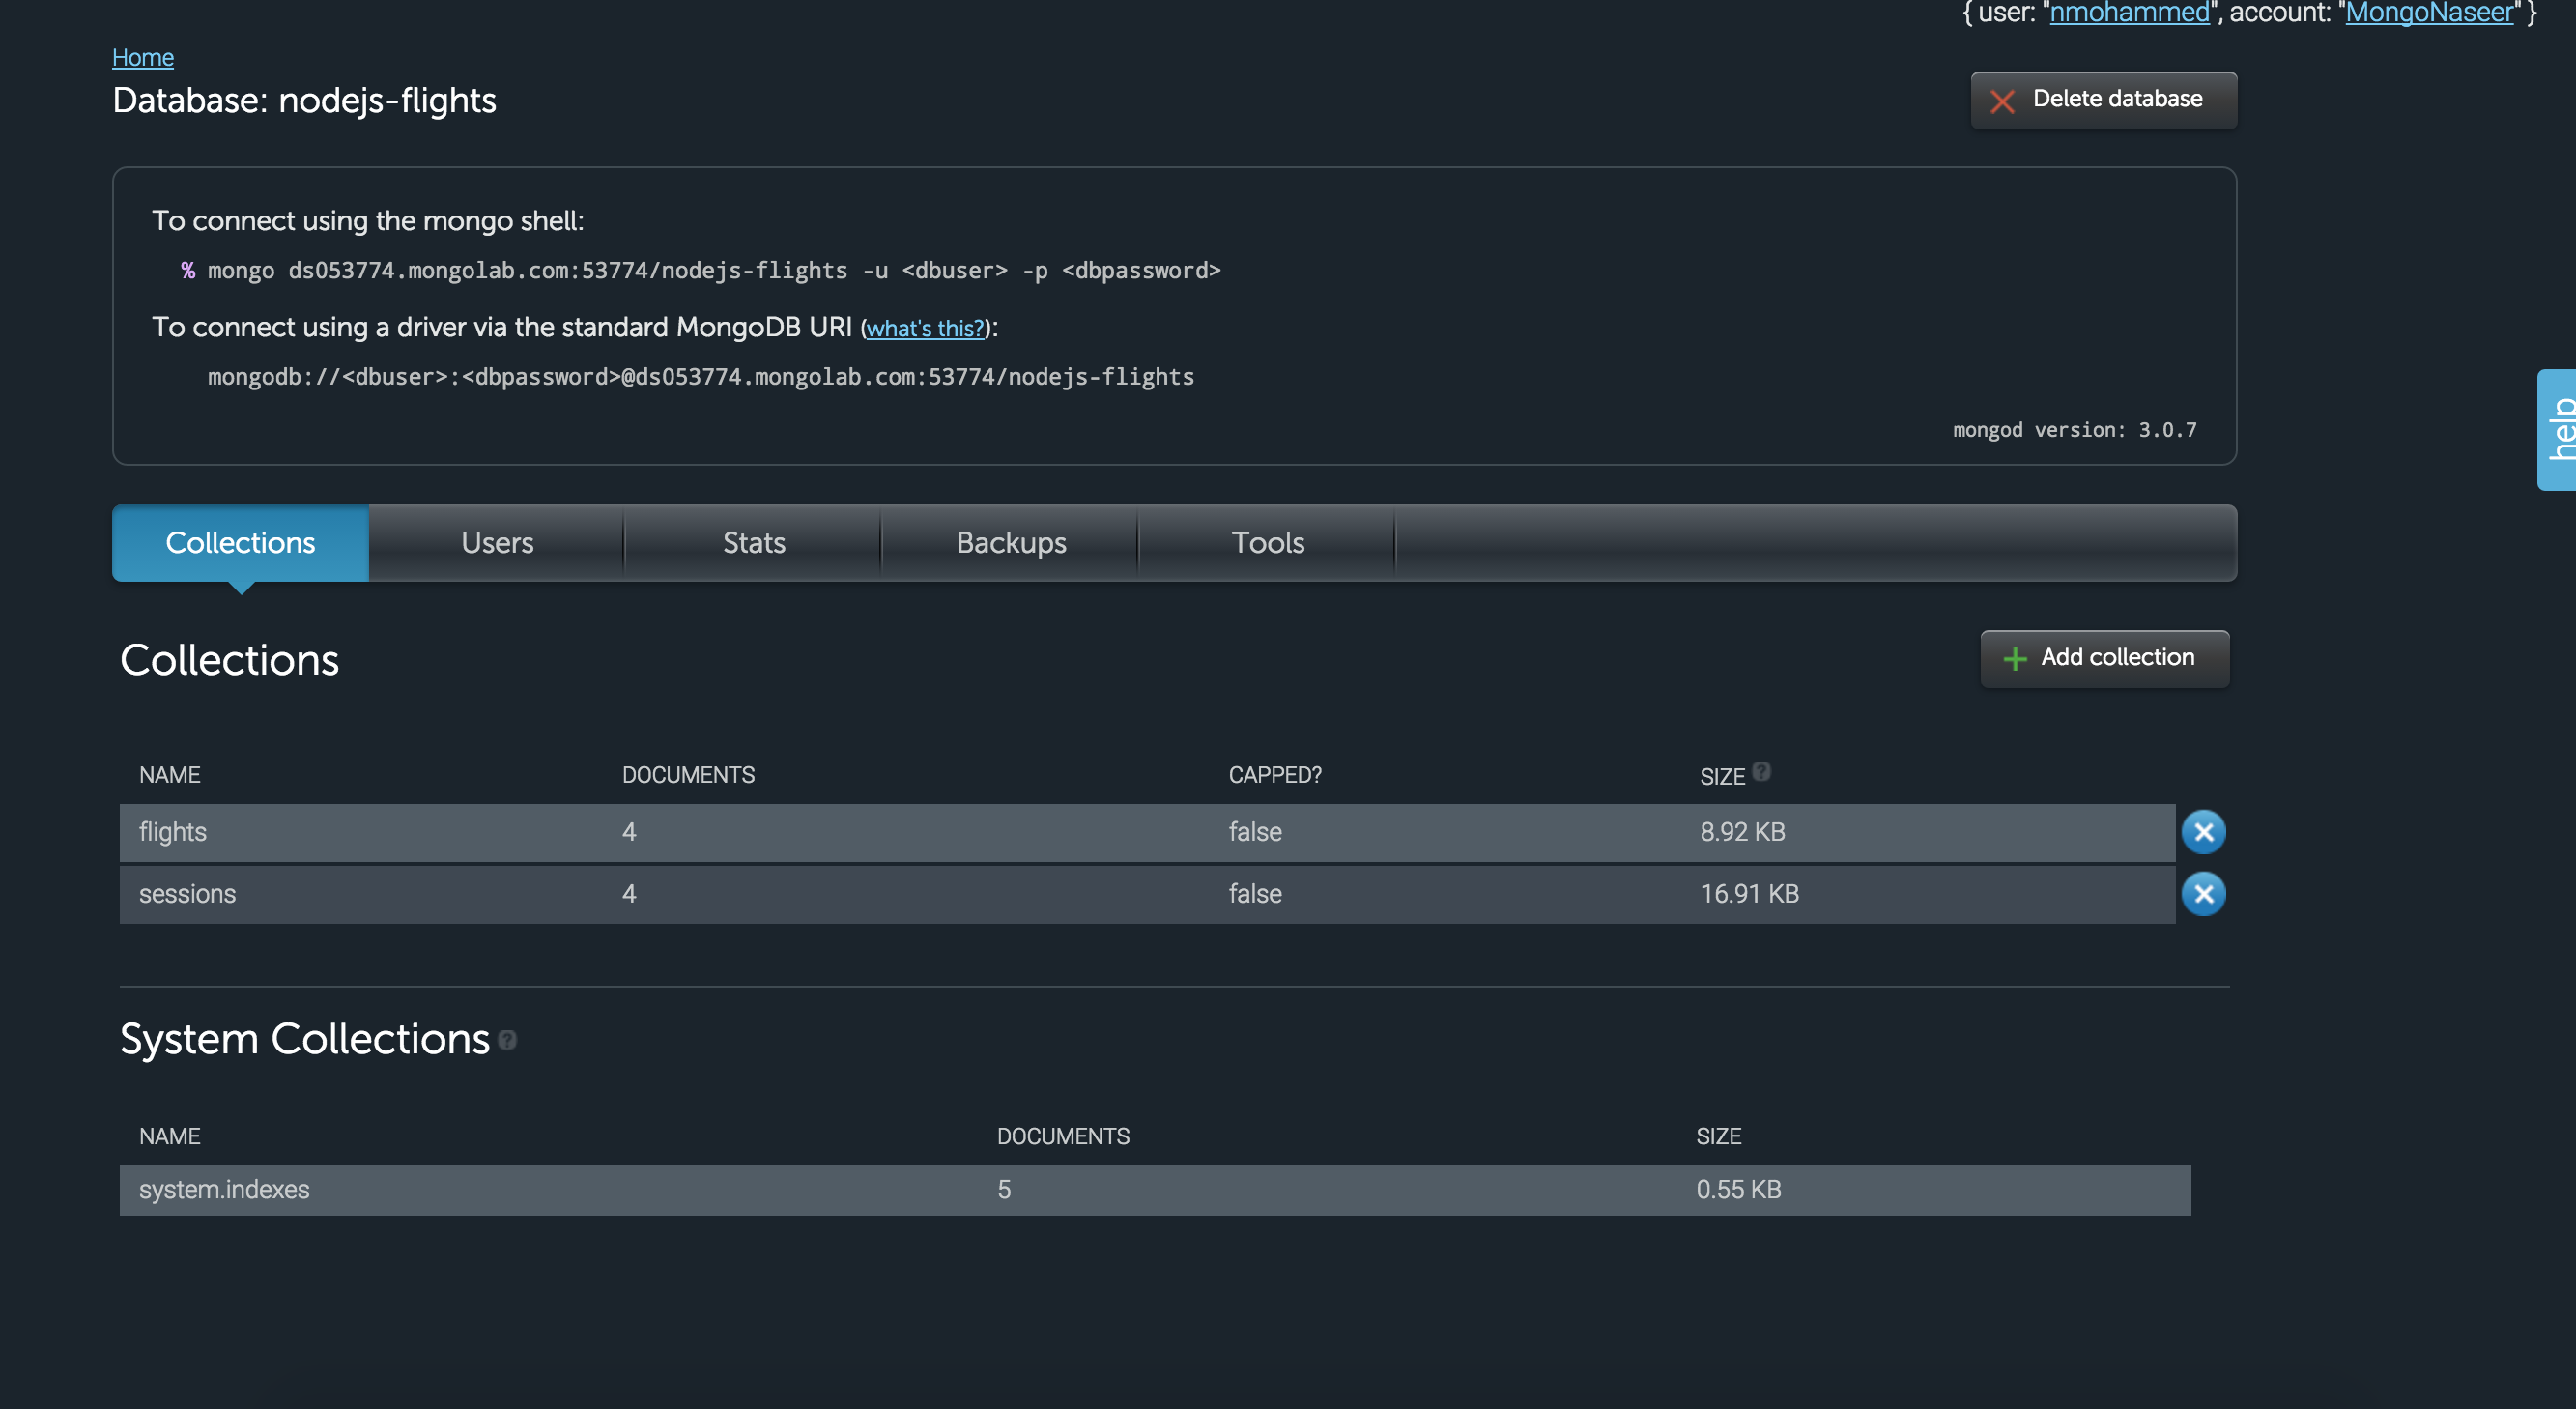 { user: "nmohammed", account: "MongoNaseer" }
Home
Database: nodejs-flights
Delete database
To connect using the mongo shell:
% mongo ds053774.mongolab.com:53774/nodejs-flights -u <dbuser> -p <dbpassword>
To connect using a driver via the standard MongoDB URI (what's this?):
mongodb://<dbuser>:<dbpassword>@ds053774.mongolab.com:53774/nodejs-flights
mongod version: 3.0.7
help
Collections Users Stats Backups Tools
Collections
Add collection
NAME DOCUMENTS CAPPED? SIZE ?
flights 4 false 8.92 KB
sessions 4 false 16.91 KB
System Collections ?
NAME DOCUMENTS SIZE
system.indexes 5 0.55 KB